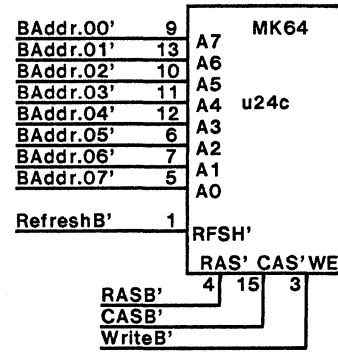 BAddr.00' 9 MK64
BAddr.01' 13 A7
BAddr.02' 10 A6
BAddr.03' 11 A5
BAddr.04' 12 A4 u24c
BAddr.05' 6 A3
BAddr.06' 7 A2
BAddr.07' 5 A1
A0
RefreshB' 1
RFSH'
RAS' CAS' WE
4 15 3
RASB'
CASB'
WriteB'